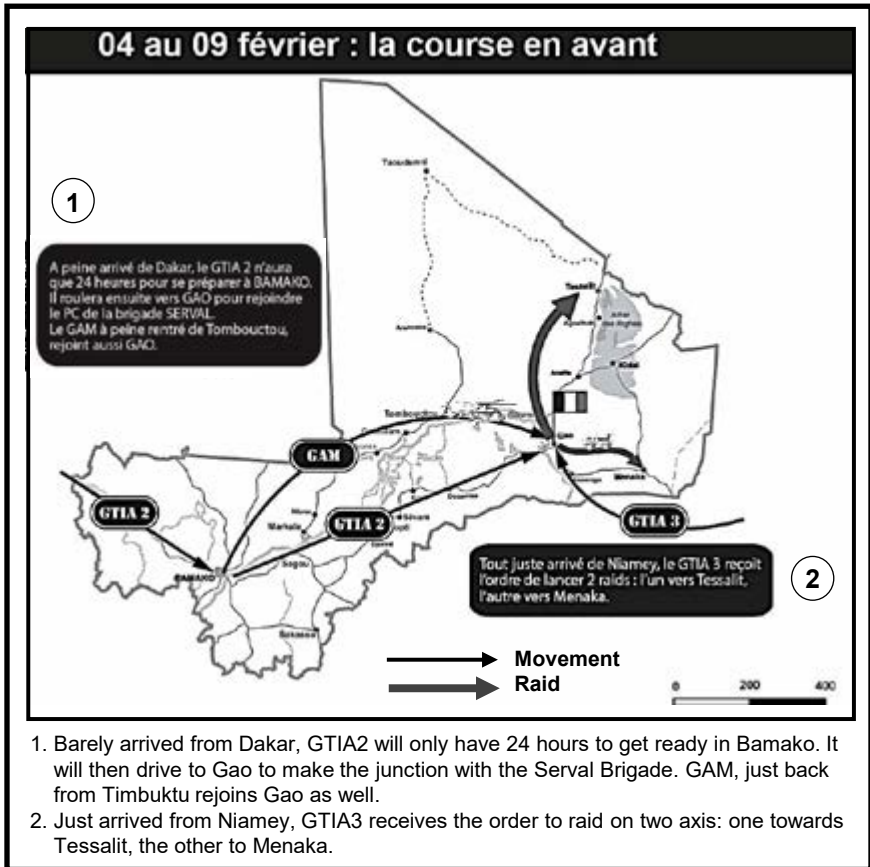 04 au 09 février : la course en avant
Taoudenni
1
A peine arrivé de Dakar, le GTIA 2 n'aura
que 24 heures pour se préparer à BAMAKO.
Il roulera ensuite vers GAO pour rejoindre
le PC de la brigade SERVAL.
Le GAM à peine rentré de Tombouctou,
rejoint aussi GAO.
Tessalit
Kidal
Tombouctou
Gao
GAM
Menaka
GTIA 2
GTIA 2
GTIA 3
Markala
Segou
BAMAKO
Sikasso
Tout juste arrivé de Niamey, le GTIA 3 reçoit
l'ordre de lancer 2 raids : l'un vers Tessalit,
l'autre vers Menaka.
2
Movement
Raid
0 200 400
1. Barely arrived from Dakar, GTIA2 will only have 24 hours to get ready in Bamako. It
will then drive to Gao to make the junction with the Serval Brigade. GAM, just back
from Timbuktu rejoins Gao as well.
2. Just arrived from Niamey, GTIA3 receives the order to raid on two axis: one towards
Tessalit, the other to Menaka.